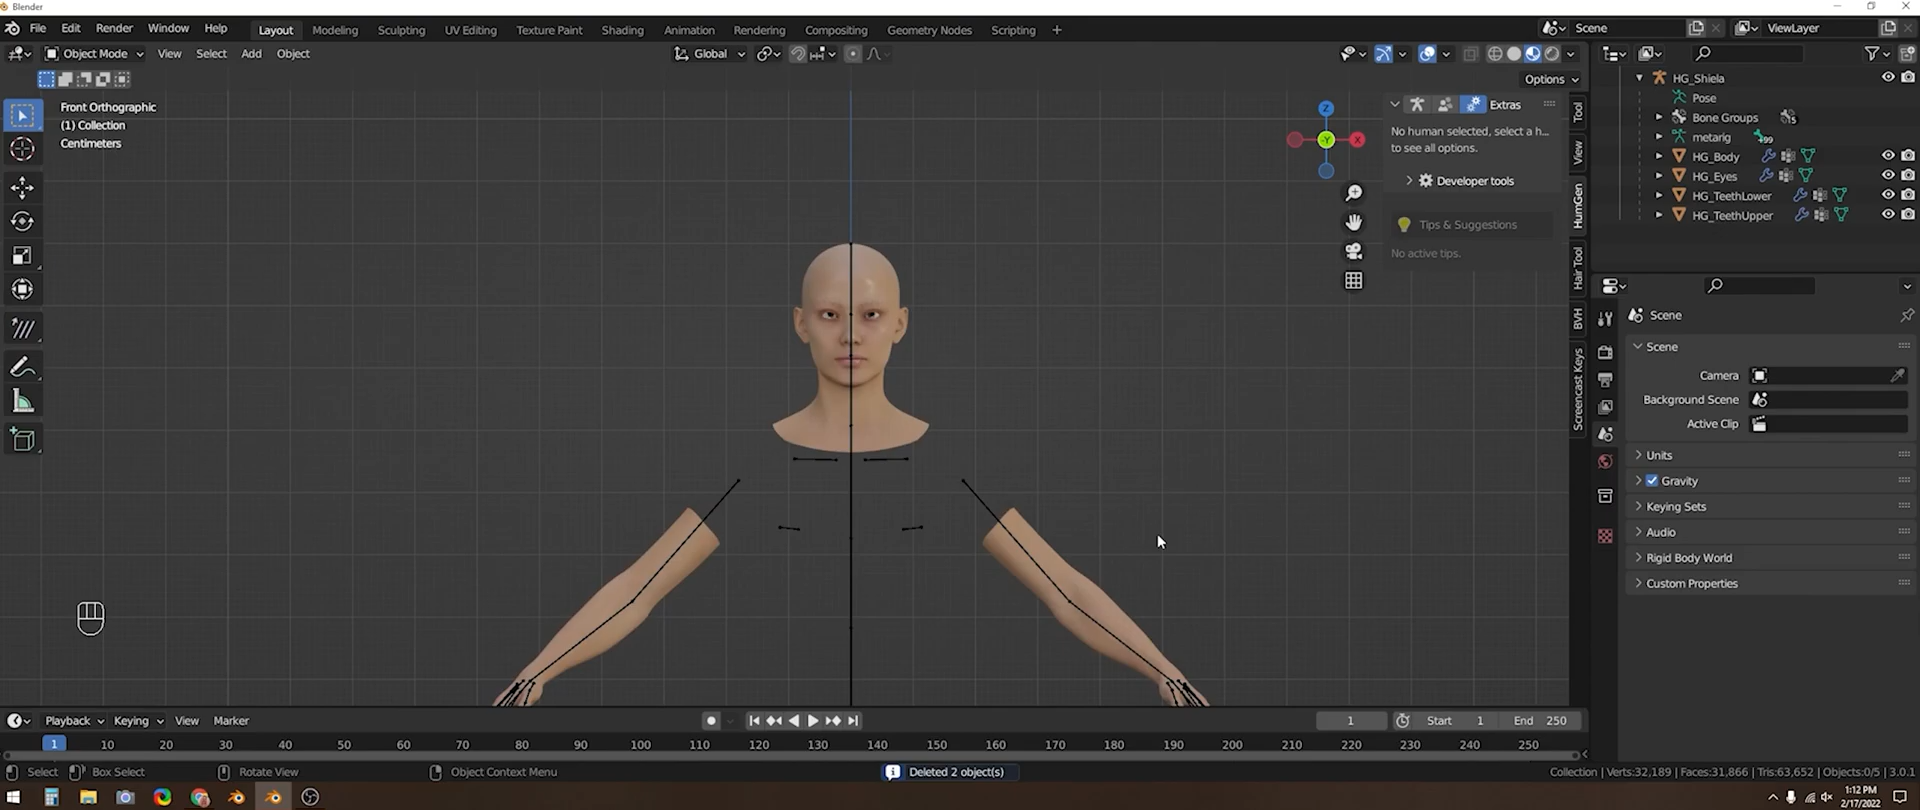 Blender
File Edit Render Window Help Layout Modeling Sculpting UV Editing Texture Paint Shading Animation Rendering Compositing Geometry Nodes Scripting + Scene ViewLayer
Object Mode View Select Add Object Global
Options
Front Orthographic
(1) Collection
Centimeters
Z
-Y
X
Extras
No human selected, select a h...
to see all options.
Developer tools
Tips & Suggestions
No active tips.
Tool
View
HumGen
Hair Tool
BVH
Screencast Keys
HG_Shiela
Pose
Bone Groups 15
metarig 99
HG_Body
HG_Eyes
HG_TeethLower
HG_TeethUpper
Scene
Scene
Camera
Background Scene
Active Clip
Units
Gravity
Keying Sets
Audio
Rigid Body World
Custom Properties
Playback Keying View Marker 1 Start 1 End 250
1 10 20 30 40 50 60 70 80 90 100 110 120 130 140 150 160 170 180 190 200 210 220 230 240 250
Select Box Select Rotate View Object Context Menu Deleted 2 object(s) Collection | Verts:32,189 | Faces:31,866 | Tris:63,652 | Objects:0/5 | 3.0.1
1:12 PM
2/17/2022